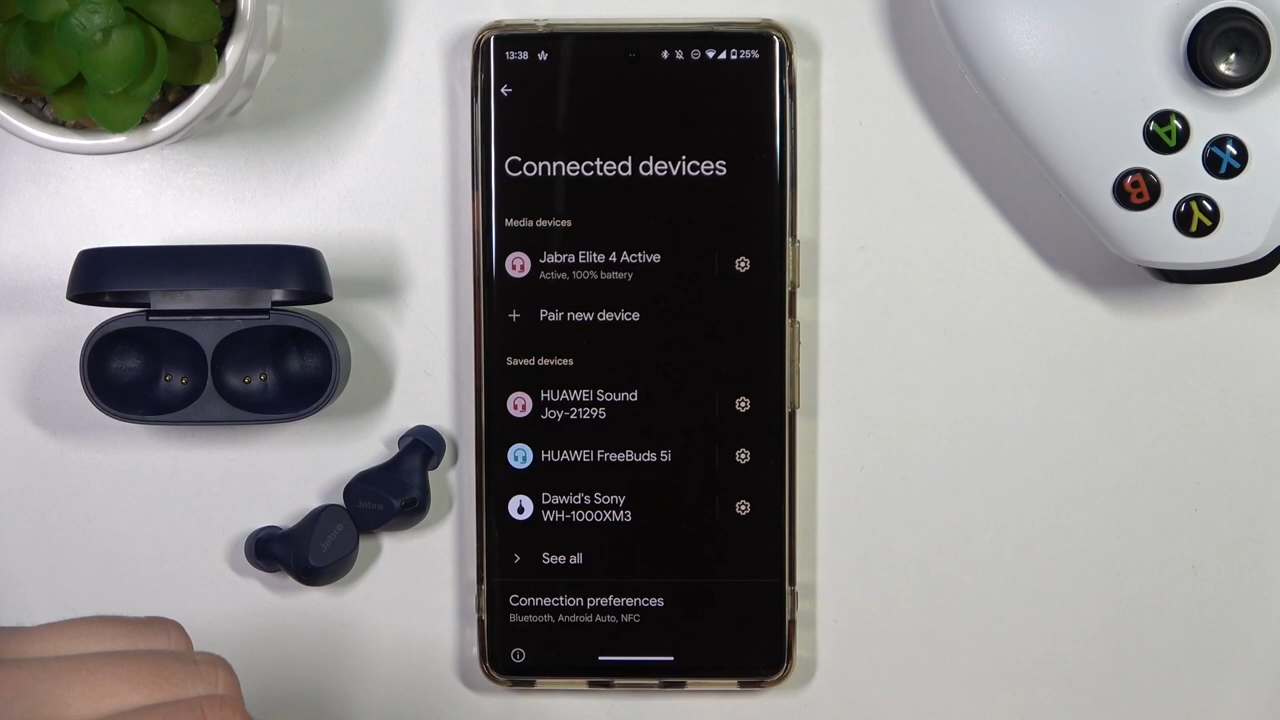 13:38
25%
Connected devices
Media devices
Jabra Elite 4 Active
Active, 100% battery
Pair new device
Saved devices
HUAWEI Sound
Joy-21295
HUAWEI FreeBuds 5i
Dawid's Sony
WH-1000XM3
See all
Connection preferences
Bluetooth, Android Auto, NFC
Jabra
Jabra
A
X
B
Y